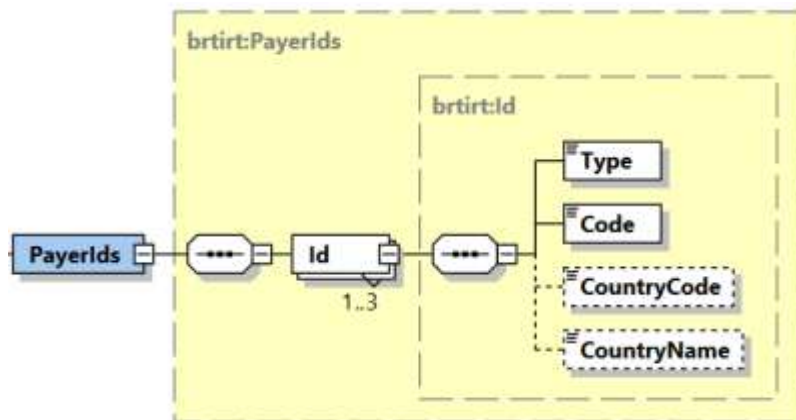 brtirt:PayerIds
brtirt:Id
Type
Code
PayerIds
Id
1..3
CountryCode
CountryName